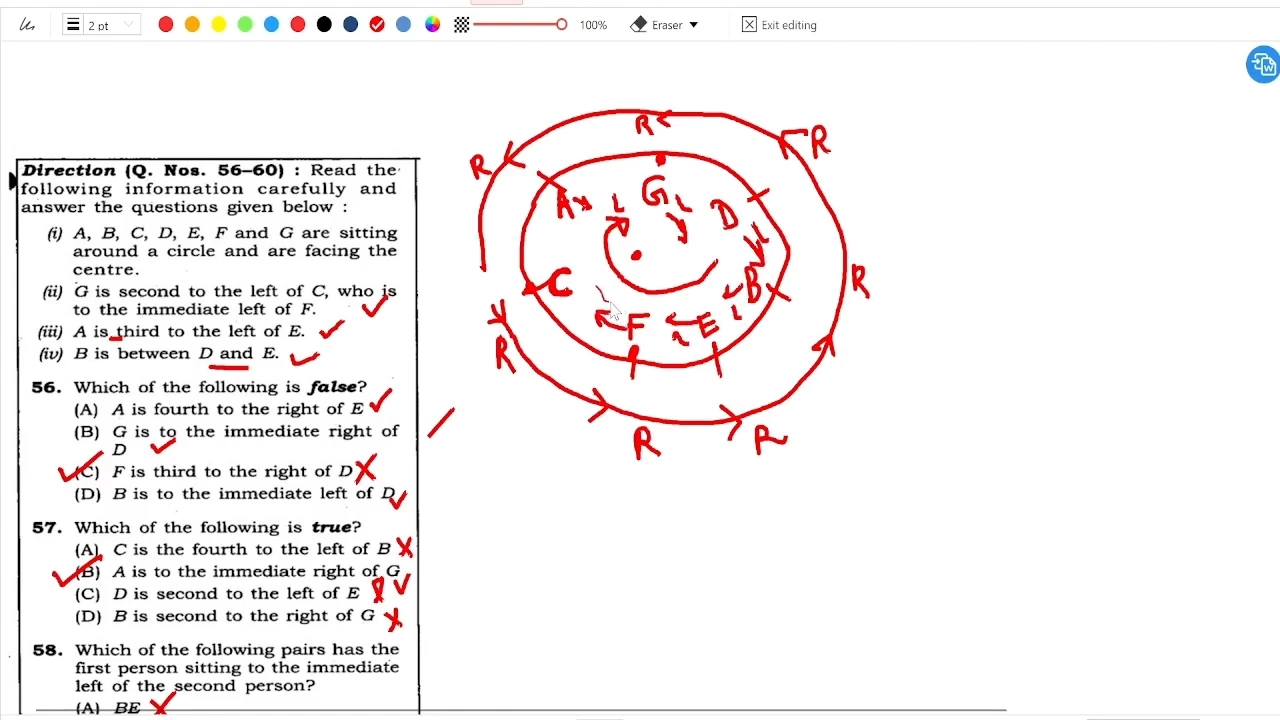 2 pt
100%
Eraser
Exit editing
Direction (Q. Nos. 56–60) : Read the
following information carefully and
answer the questions given below :
(i) A, B, C, D, E, F and G are sitting
around a circle and are facing the
centre.
(ii) G is second to the left of C, who is
to the immediate left of F.
(iii) A is third to the left of E.
(iv) B is between D and E.
56. Which of the following is false?
(A) A is fourth to the right of E
(B) G is to the immediate right of
D
(C) F is third to the right of D
(D) B is to the immediate left of D
57. Which of the following is true?
(A) C is the fourth to the left of B
(B) A is to the immediate right of G
(C) D is second to the left of E
(D) B is second to the right of G
58. Which of the following pairs has the
first person sitting to the immediate
left of the second person?
(A) BE
R
R
R
A L G L D
C B R
F E L
R
R R